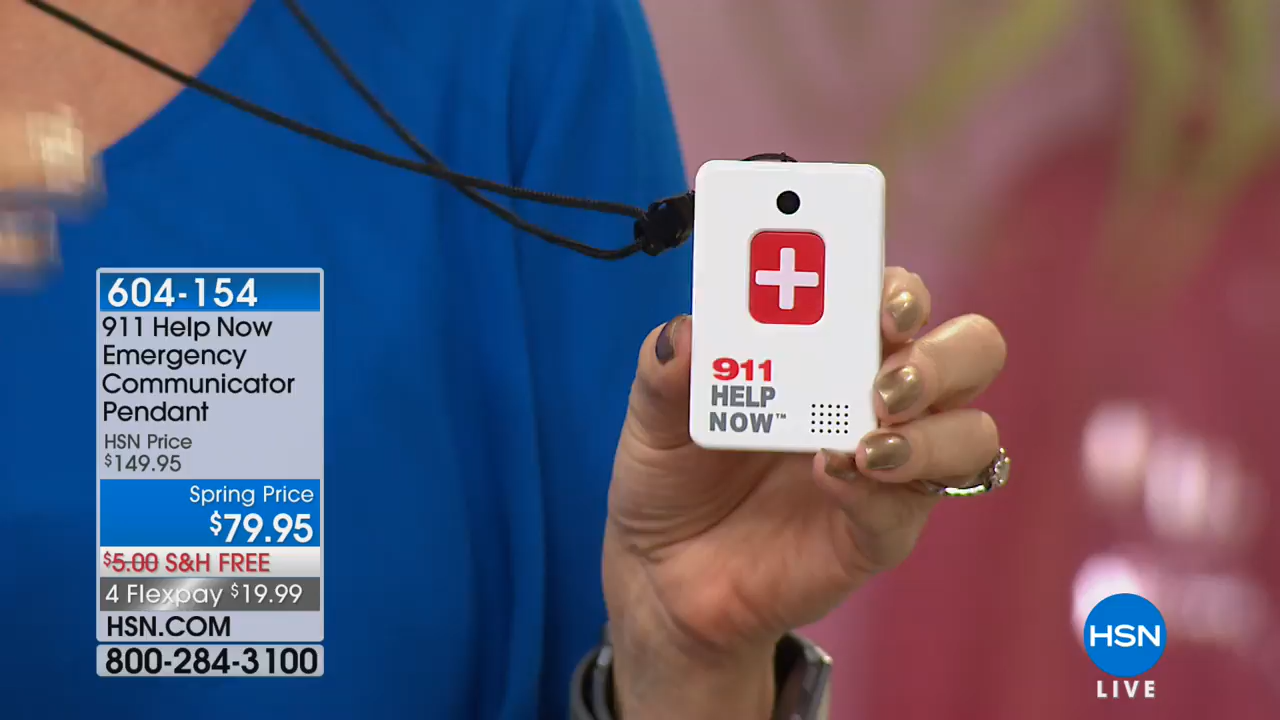 604-154
911 Help Now
Emergency
Communicator
Pendant
HSN Price
$149.95
Spring Price
$79.95
$5.00 S&H FREE
4 Flexpay $19.99
HSN.COM
800-284-3100
911
HELP
NOW™
HSN
LIVE